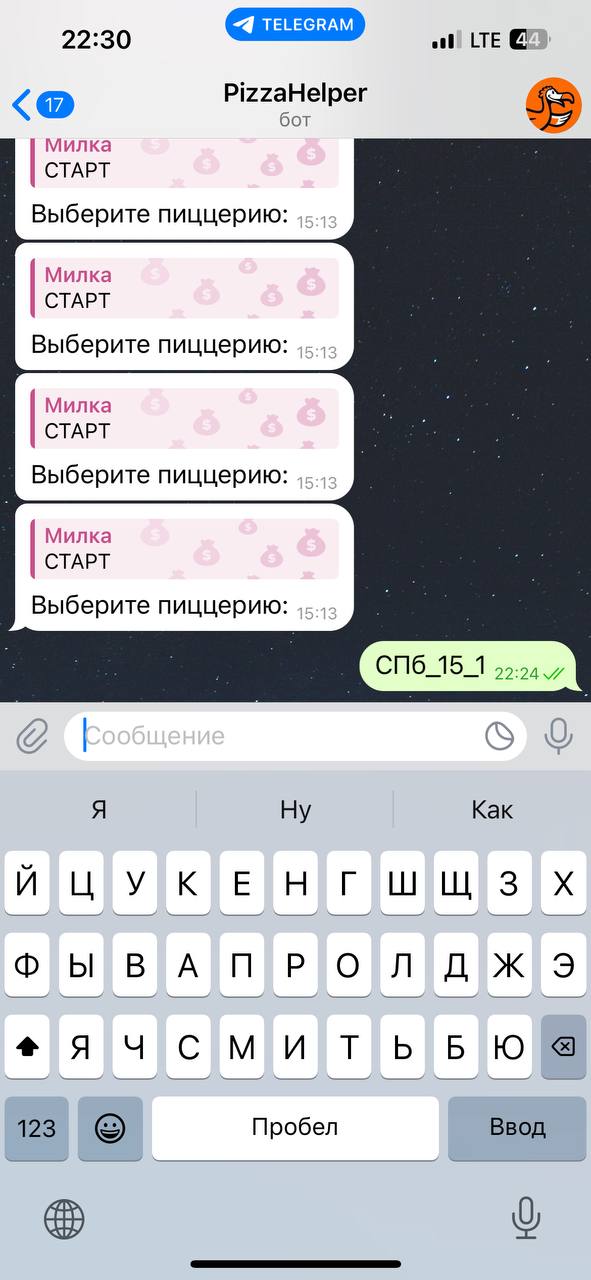 22:30
TELEGRAM
LTE 44
17
PizzaHelper
бот
Милка
СТАРТ
Выберите пиццерию: 15:13
Милка
СТАРТ
Выберите пиццерию: 15:13
Милка
СТАРТ
Выберите пиццерию: 15:13
Милка
СТАРТ
Выберите пиццерию: 15:13
СПб_15_1 22:24
Сообщение
Я Ну Как
Й Ц У К Е Н Г Ш Щ З Х
Ф Ы В А П Р О Л Д Ж Э
Я Ч С М И Т Ь Б Ю
123 Пробел Ввод